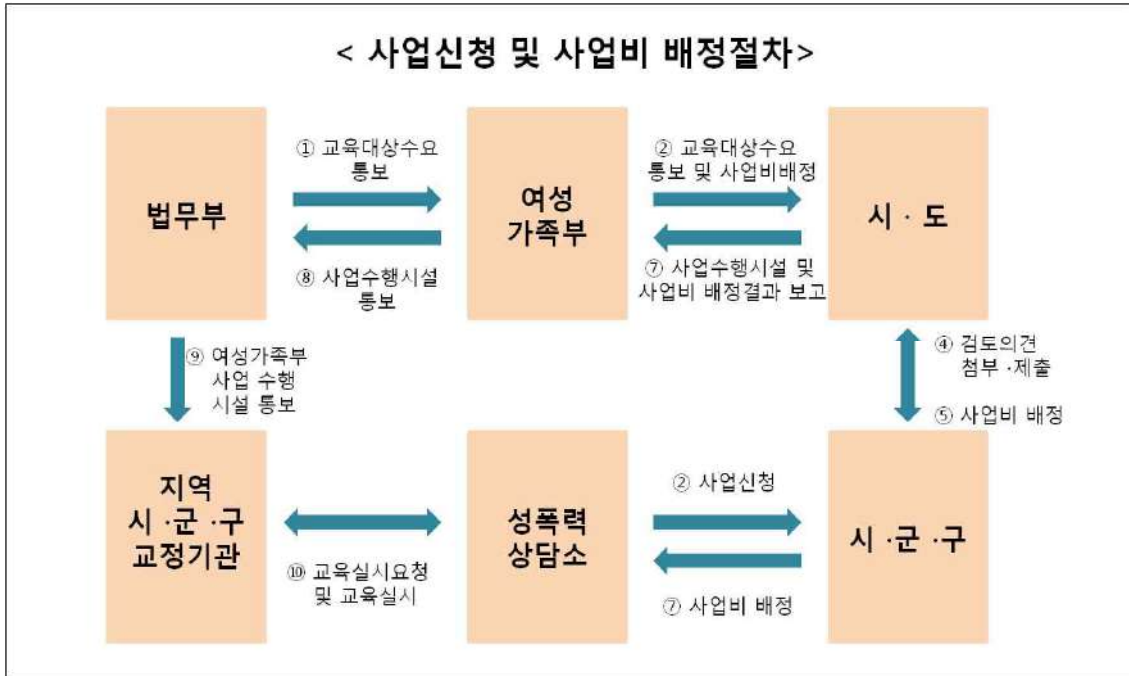 < 사업신청 및 사업비 배정절차>
법무부
① 교육대상수요
통보
⑧ 사업수행시설
통보
여성
가족부
② 교육대상수요
통보 및 사업비배정
⑦ 사업수행시설 및
사업비 배정결과 보고
시 · 도
⑨ 여성가족부
사업 수행
시설 통보
④ 검토의견
첨부 ·제출
⑤ 사업비 배정
지역
시 ·군 ·구
교정기관
⑩ 교육실시요청
및 교육실시
성폭력
상담소
② 사업신청
⑦ 사업비 배정
시 ·군 ·구